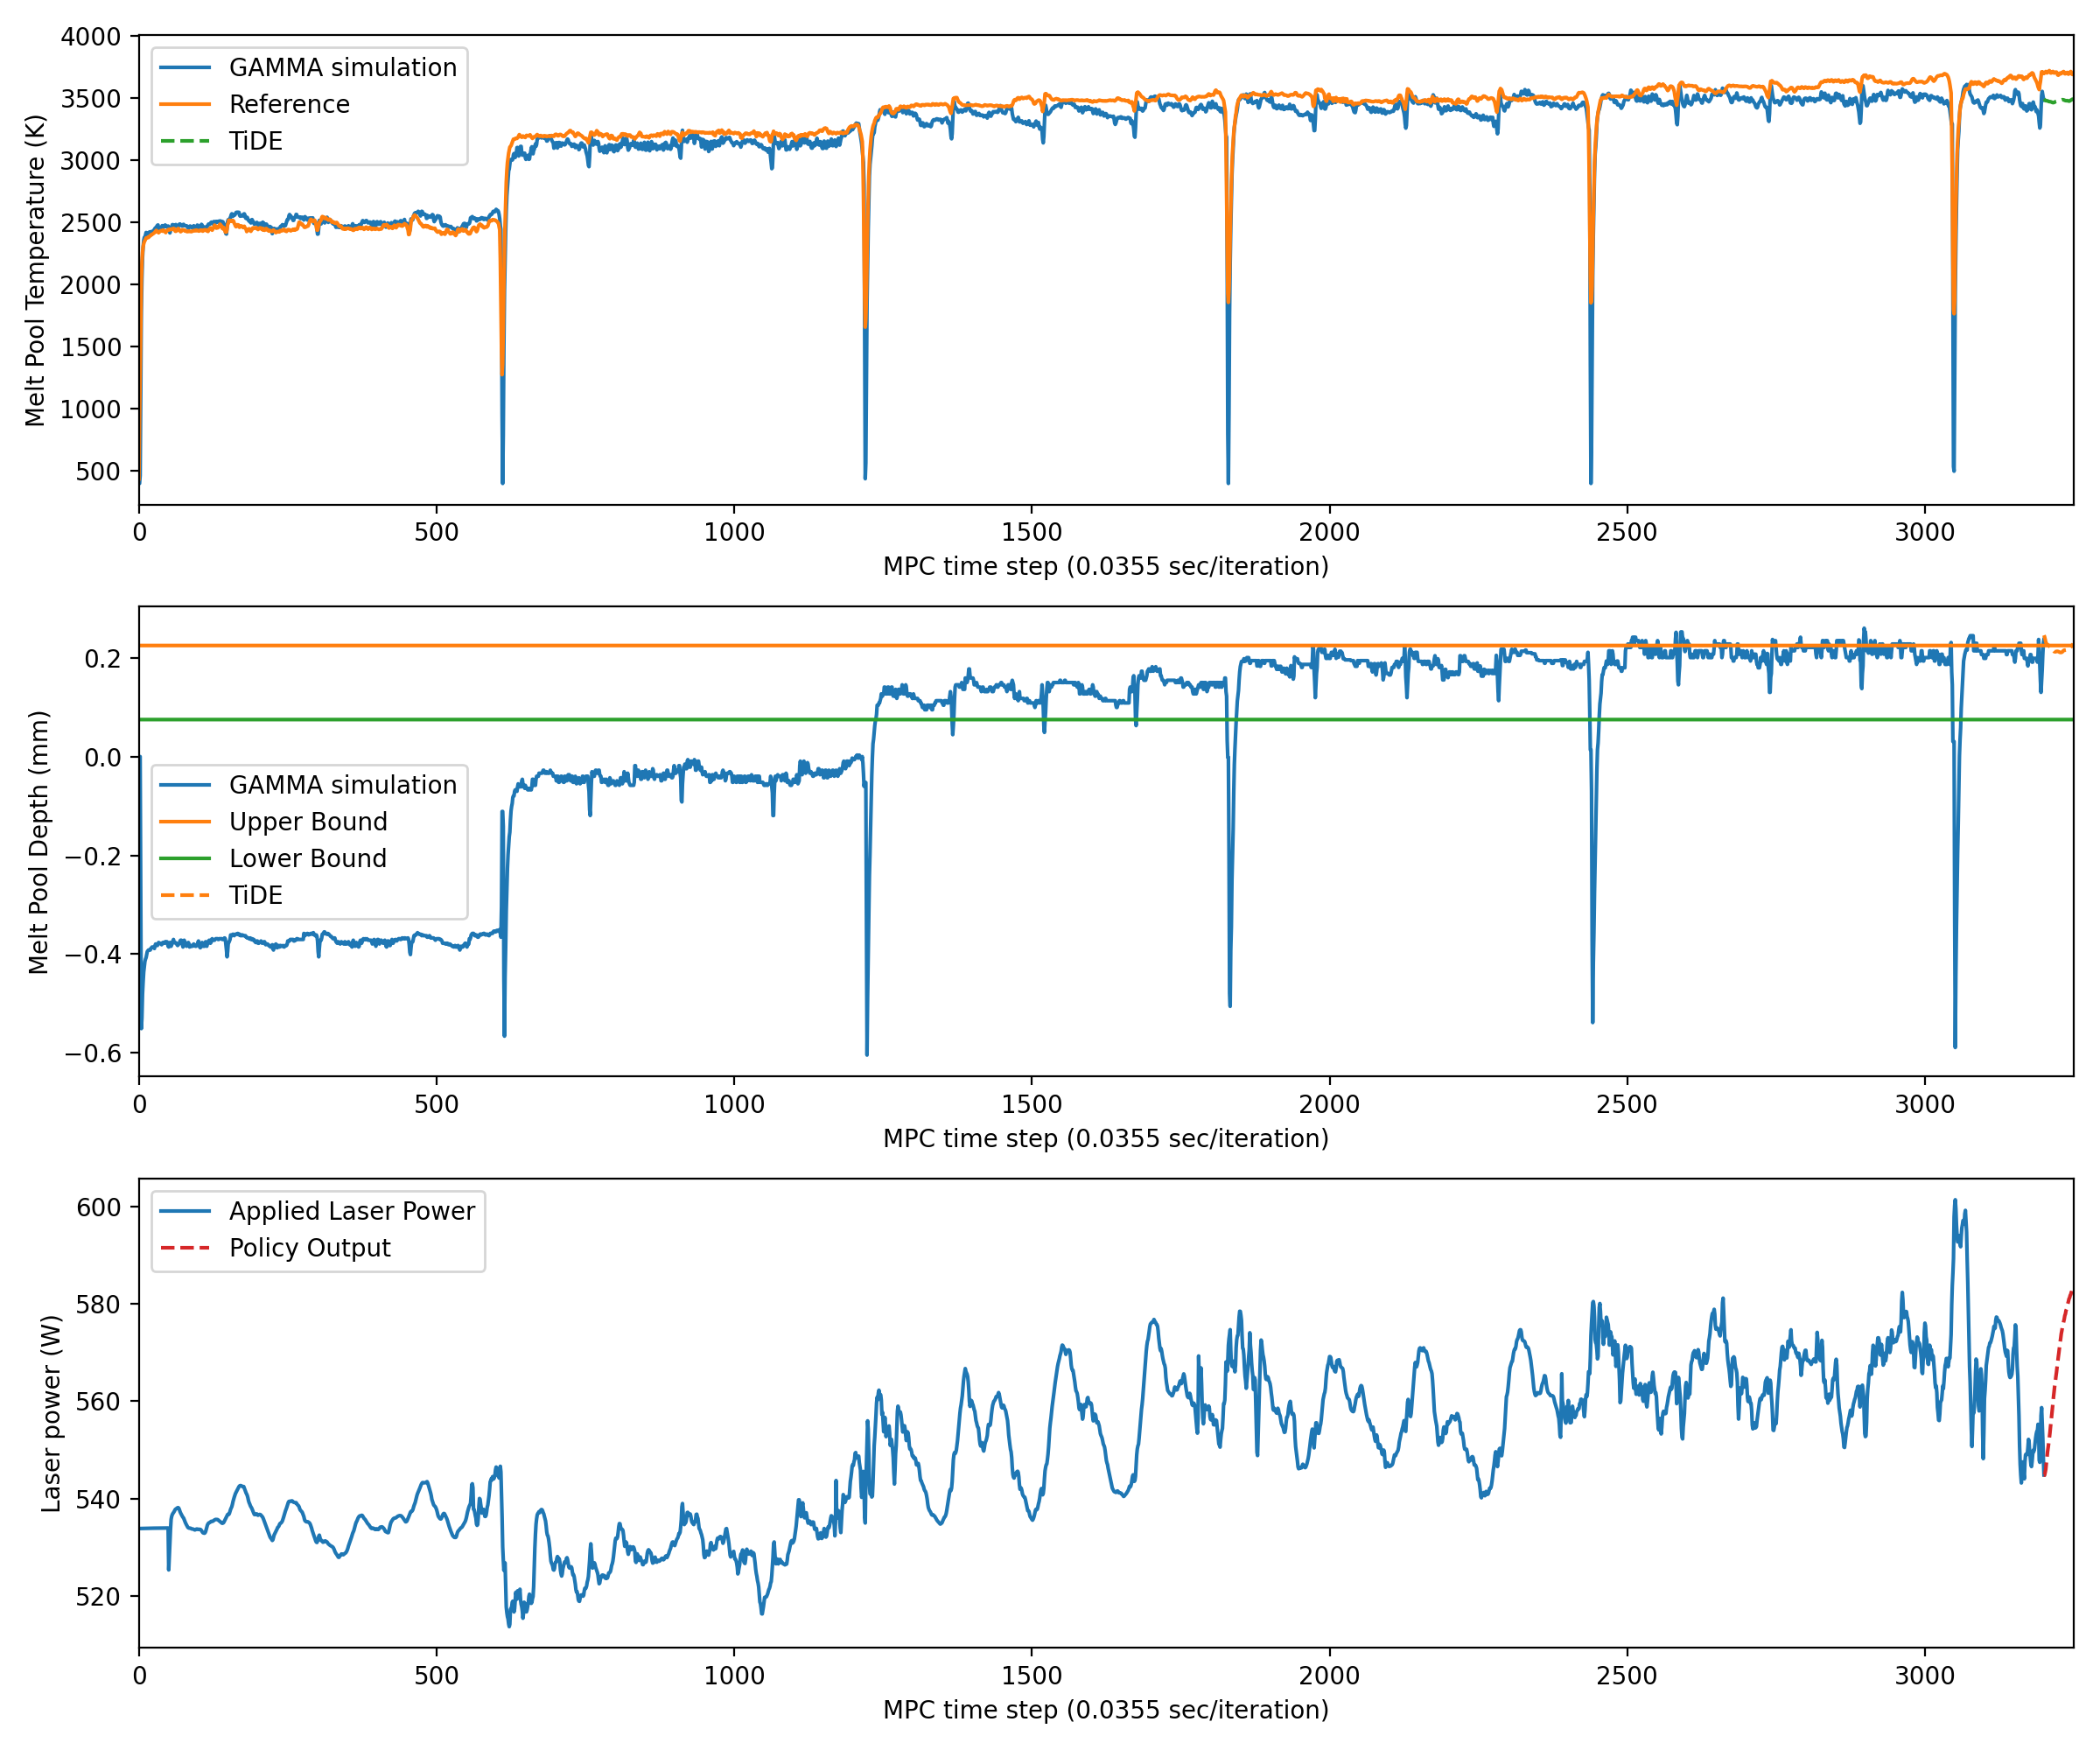 4000
3500
3000
2500
2000
1500
1000
500
Melt Pool Temperature (K)
GAMMA simulation
Reference
TiDE
0 500 1000 1500 2000 2500 3000
MPC time step (0.0355 sec/iteration)
0.2
0.0
−0.2
−0.4
−0.6
Melt Pool Depth (mm)
GAMMA simulation
Upper Bound
Lower Bound
TiDE
0 500 1000 1500 2000 2500 3000
MPC time step (0.0355 sec/iteration)
600
580
560
540
520
Laser power (W)
Applied Laser Power
Policy Output
0 500 1000 1500 2000 2500 3000
MPC time step (0.0355 sec/iteration)